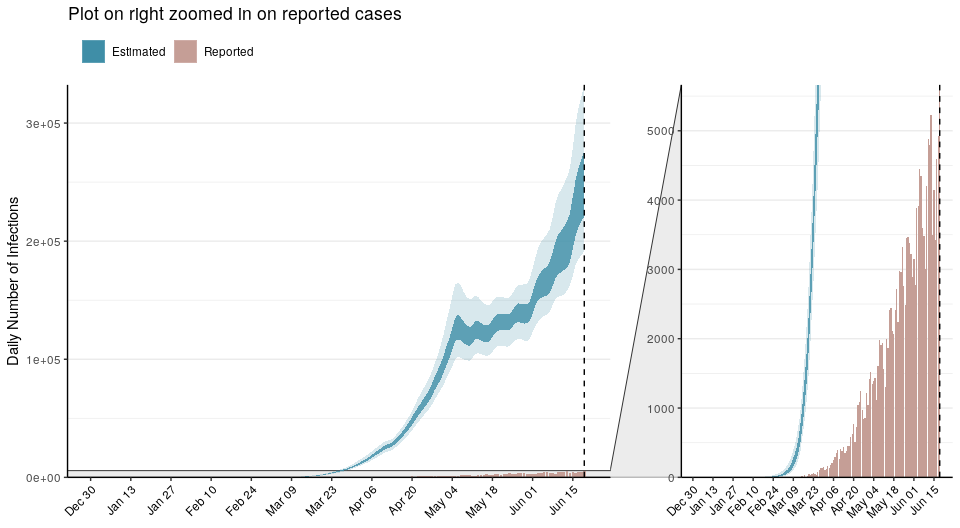 Plot on right zoomed in on reported cases
Estimated Reported
Daily Number of Infections
3e+05
2e+05
1e+05
0e+00
Dec 30 Jan 13 Jan 27 Feb 10 Feb 24 Mar 09 Mar 23 Apr 06 Apr 20 May 04 May 18 Jun 01 Jun 15
5000
4000
3000
2000
1000
0
Dec 30 Jan 13 Jan 27 Feb 10 Feb 24 Mar 09 Mar 23 Apr 06 Apr 20 May 04 May 18 Jun 01 Jun 15